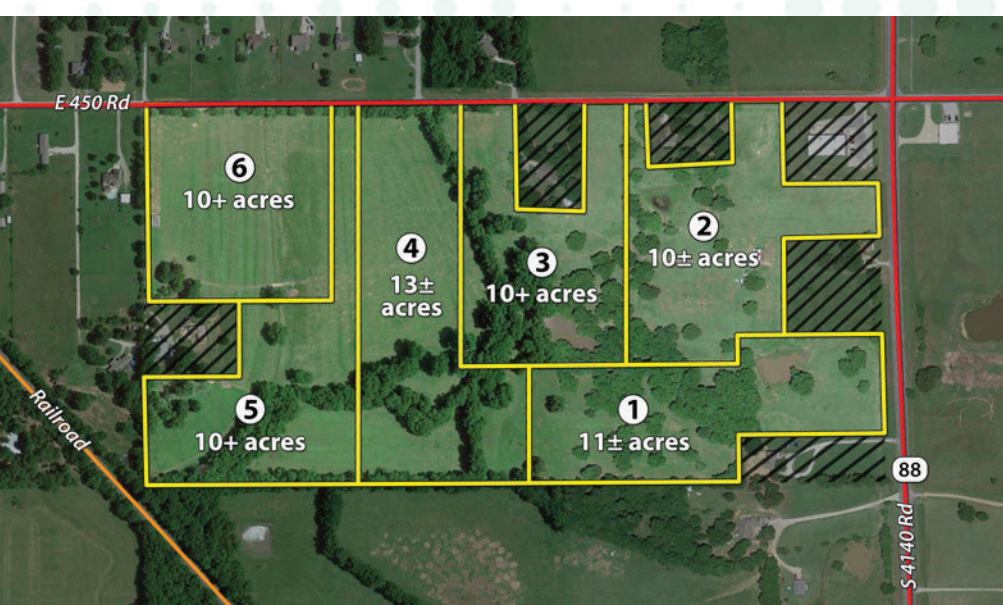 E 450 Rd
6
10+ acres
4
13±
acres
3
10+ acres
2
10± acres
5
10+ acres
1
11± acres
Railroad
88
S 4140 Rd